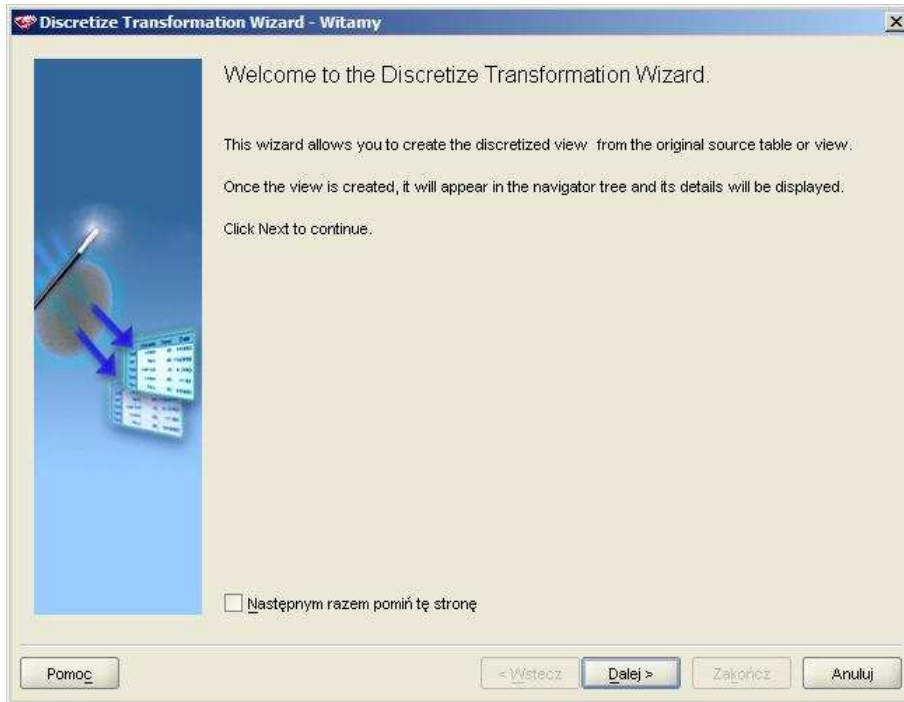 Discretize Transformation Wizard - Witamy
Welcome to the Discretize Transformation Wizard.
This wizard allows you to create the discretized view from the original source table or view.
Once the view is created, it will appear in the navigator tree and its details will be displayed.
Click Next to continue.
Następnym razem pomiń tę stronę
Pomoc
< Wstecz
Dalej >
Zakończ
Anuluj